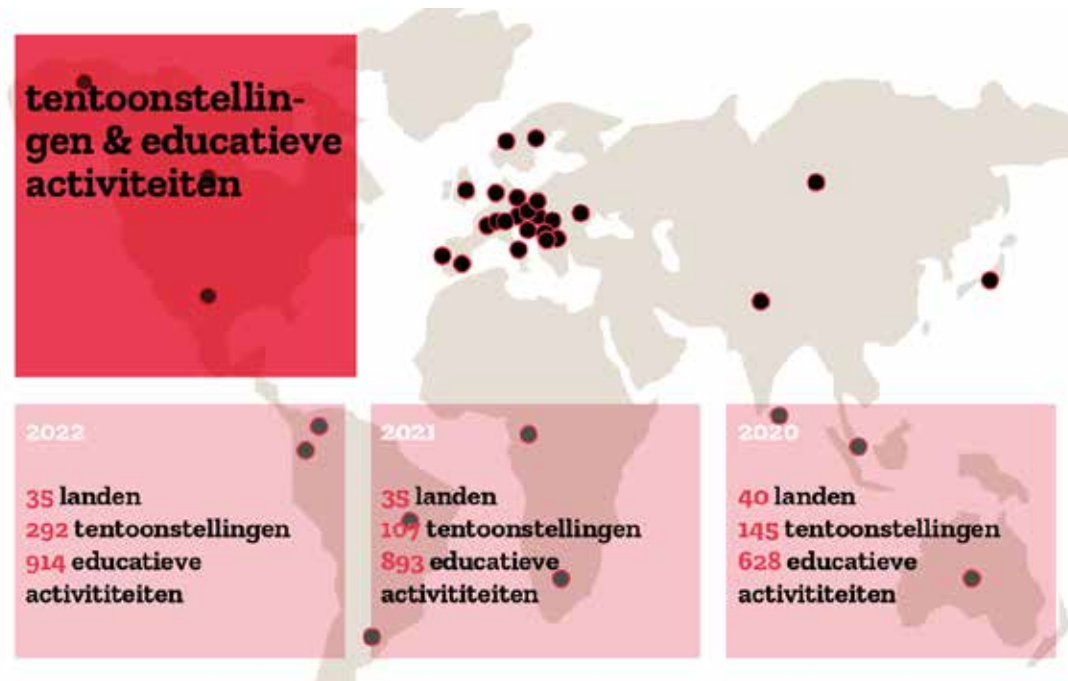 tentoonstellin-
gen & educatieve
activiteiten
2022
35 landen
292 tentoonstellingen
914 educatieve
activititeiten
2021
35 landen
107 tentoonstellingen
893 educatieve
activititeiten
2020
40 landen
145 tentoonstellingen
628 educatieve
activititeiten